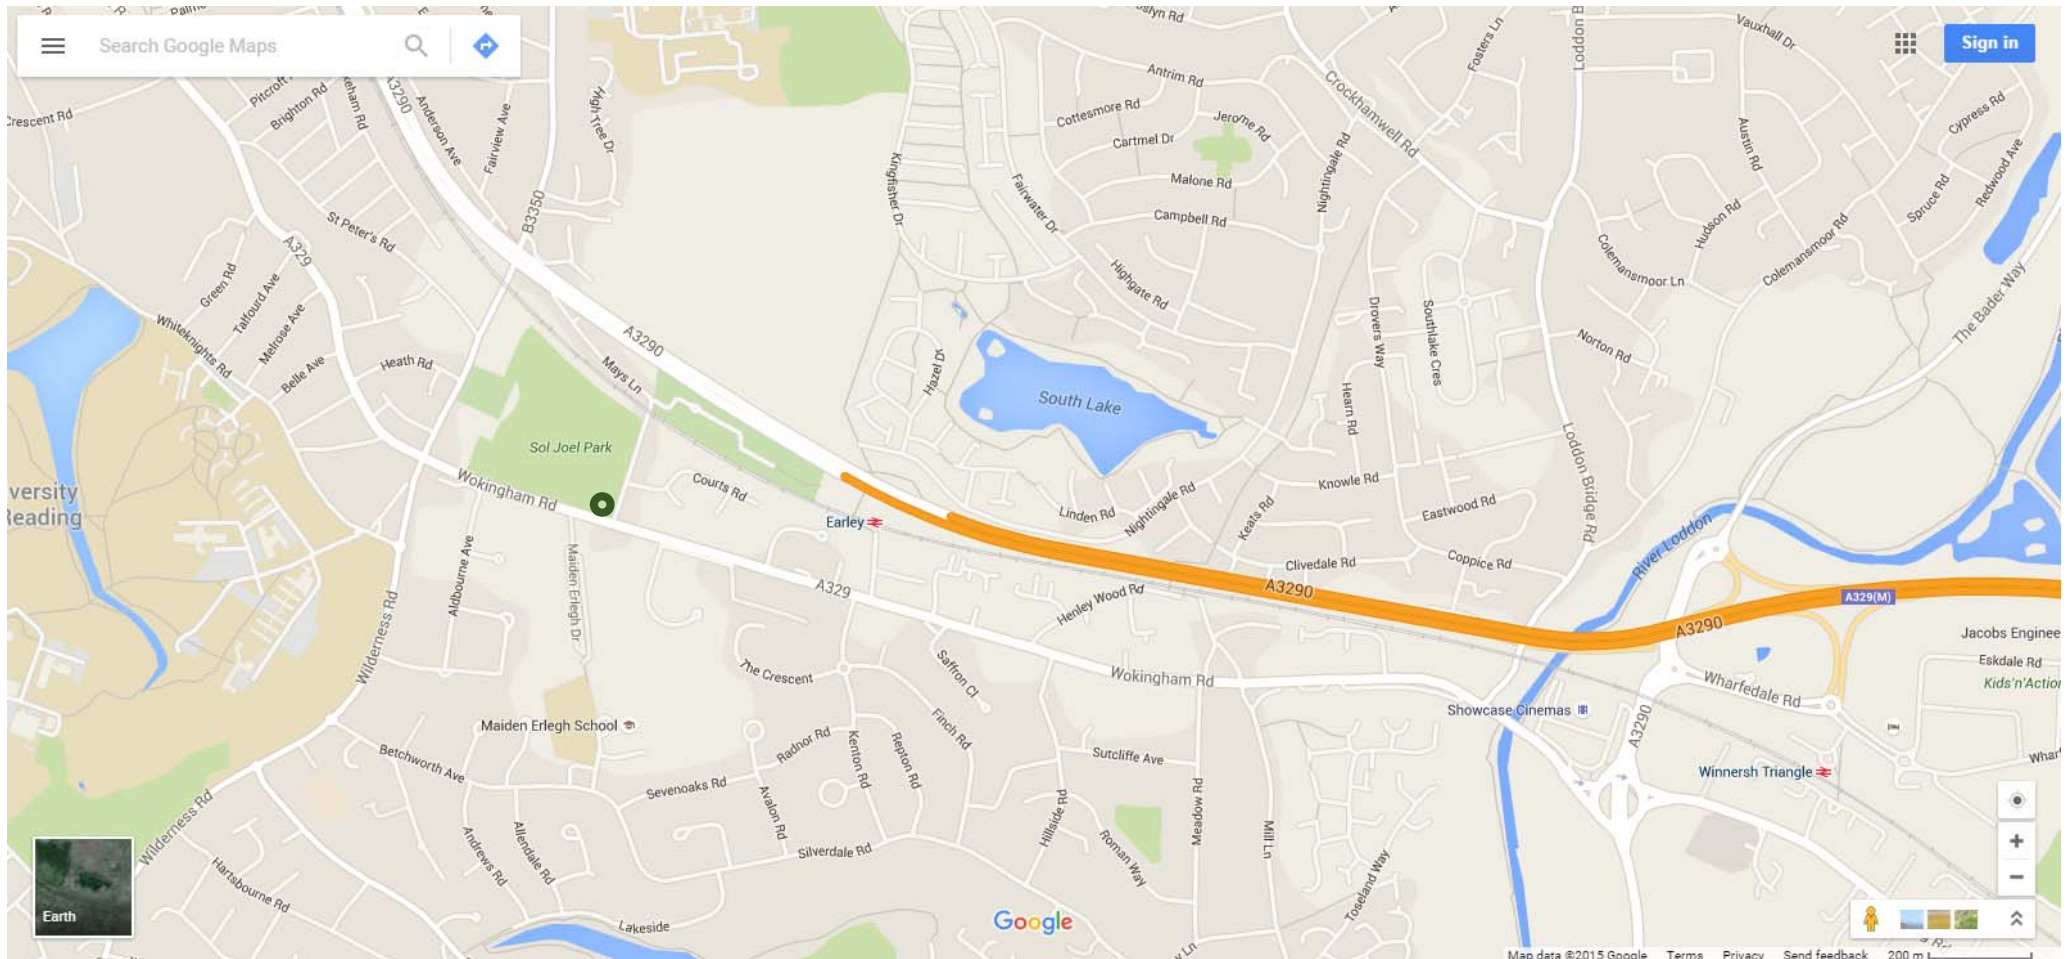 Search Google Maps
Sign in
Palm
Crescent Rd
Pitcroft
Brighton Rd
A3290
Anderson Ave
Fairview Ave
High Tree Dr
B3350
St Peter's Rd
A329
Green Rd
Talfourd Ave
Melrose Ave
Belle Ave
Whiteknights Rd
Heath Rd
A3290
Mays Ln
Kingfisher Dr
Fairwater Dr
Antrim Rd
Cottesmore Rd
Cartmel Dr
Jerome Rd
Malone Rd
Campbell Rd
Highgate Rd
Nightingale Rd
Crockhamwell Rd
Fosters Ln
Loddon B
Vauxhall Dr
Austin Rd
Cypress Rd
Redwood Ave
Spruce Rd
Hudson Rd
Colemansmoor Ln
Colemansmoor Rd
The Bader Way
Norton Rd
Drovers Way
Southlake Cres
Hearn Rd
Hazel Dr
South Lake
Sol Joel Park
Wokingham Rd
Courts Rd
Earley
Linden Rd
Nightingale Rd
Keats Rd
Knowle Rd
Eastwood Rd
Loddon Bridge Rd
River Loddon
Clivedale Rd
Coppice Rd
A3290
A329(M)
A3290
versity
Reading
Aldbourne Ave
Maiden Erlegh Dr
Wilderness Rd
A329
Henley Wood Rd
The Crescent
Saffron Cl
Wokingham Rd
Jacobs Enginee
Eskdale Rd
Kids'n'Action
Wharfedale Rd
Showcase Cinemas
A3290
Winnersh Triangle
Whar
Maiden Erlegh School
Betchworth Ave
Radnor Rd
Kenton Rd
Repton Rd
Finch Rd
Sutcliffe Ave
Sevenoaks Rd
Avalon Rd
Hillside Rd
Meadow Rd
Mill Ln
Roman Way
Silverdale Rd
Andrews Rd
Allendale Rd
Wilderness Rd
Hartsbourne Rd
Lakeside
Toseland Way
Earth
Google
Map data ©2015 Google Terms Privacy Send feedback 200 m